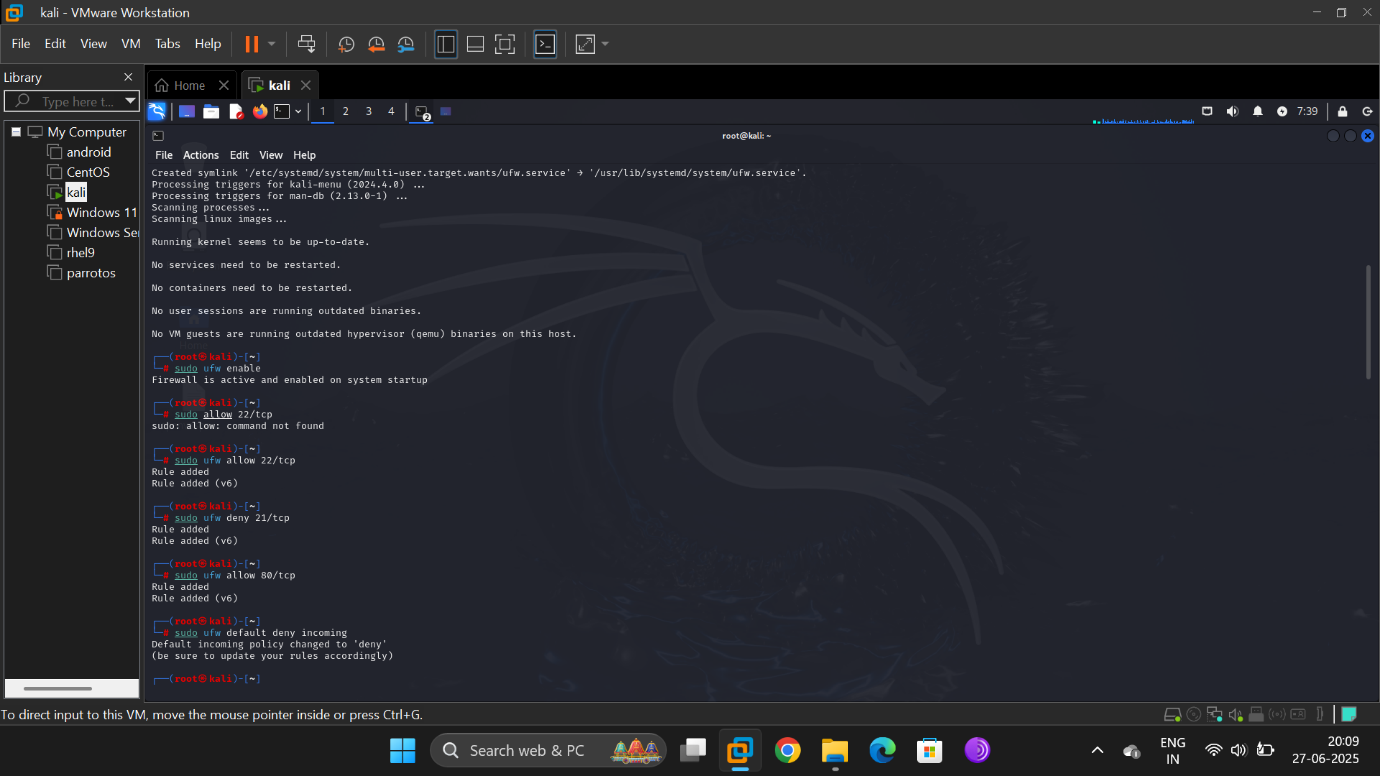 kali - VMware Workstation
File Edit View VM Tabs Help
Library
Type here t...
My Computer
android
CentOS
kali
Windows 11
Windows Ser
rhel9
parrotos
Home
kali
1 2 3 4
2
7:39
root@kali: ~
File Actions Edit View Help
Created symlink '/etc/systemd/system/multi-user.target.wants/ufw.service' → '/usr/lib/systemd/system/ufw.service'.
Processing triggers for kali-menu (2024.4.0) ...
Processing triggers for man-db (2.13.0-1) ...
Scanning processes...
Scanning linux images...
Running kernel seems to be up-to-date.
No services need to be restarted.
No containers need to be restarted.
No user sessions are running outdated binaries.
No VM guests are running outdated hypervisor (qemu) binaries on this host.
┌──(root㉿kali)-[~]
└─# sudo ufw enable
Firewall is active and enabled on system startup
┌──(root㉿kali)-[~]
└─# sudo allow 22/tcp
sudo: allow: command not found
┌──(root㉿kali)-[~]
└─# sudo ufw allow 22/tcp
Rule added
Rule added (v6)
┌──(root㉿kali)-[~]
└─# sudo ufw deny 21/tcp
Rule added
Rule added (v6)
┌──(root㉿kali)-[~]
└─# sudo ufw allow 80/tcp
Rule added
Rule added (v6)
┌──(root㉿kali)-[~]
└─# sudo ufw default deny incoming
Default incoming policy changed to 'deny'
(be sure to update your rules accordingly)
┌──(root㉿kali)-[~]
To direct input to this VM, move the mouse pointer inside or press Ctrl+G.
Search web & PC
ENG
IN
20:09
27-06-2025